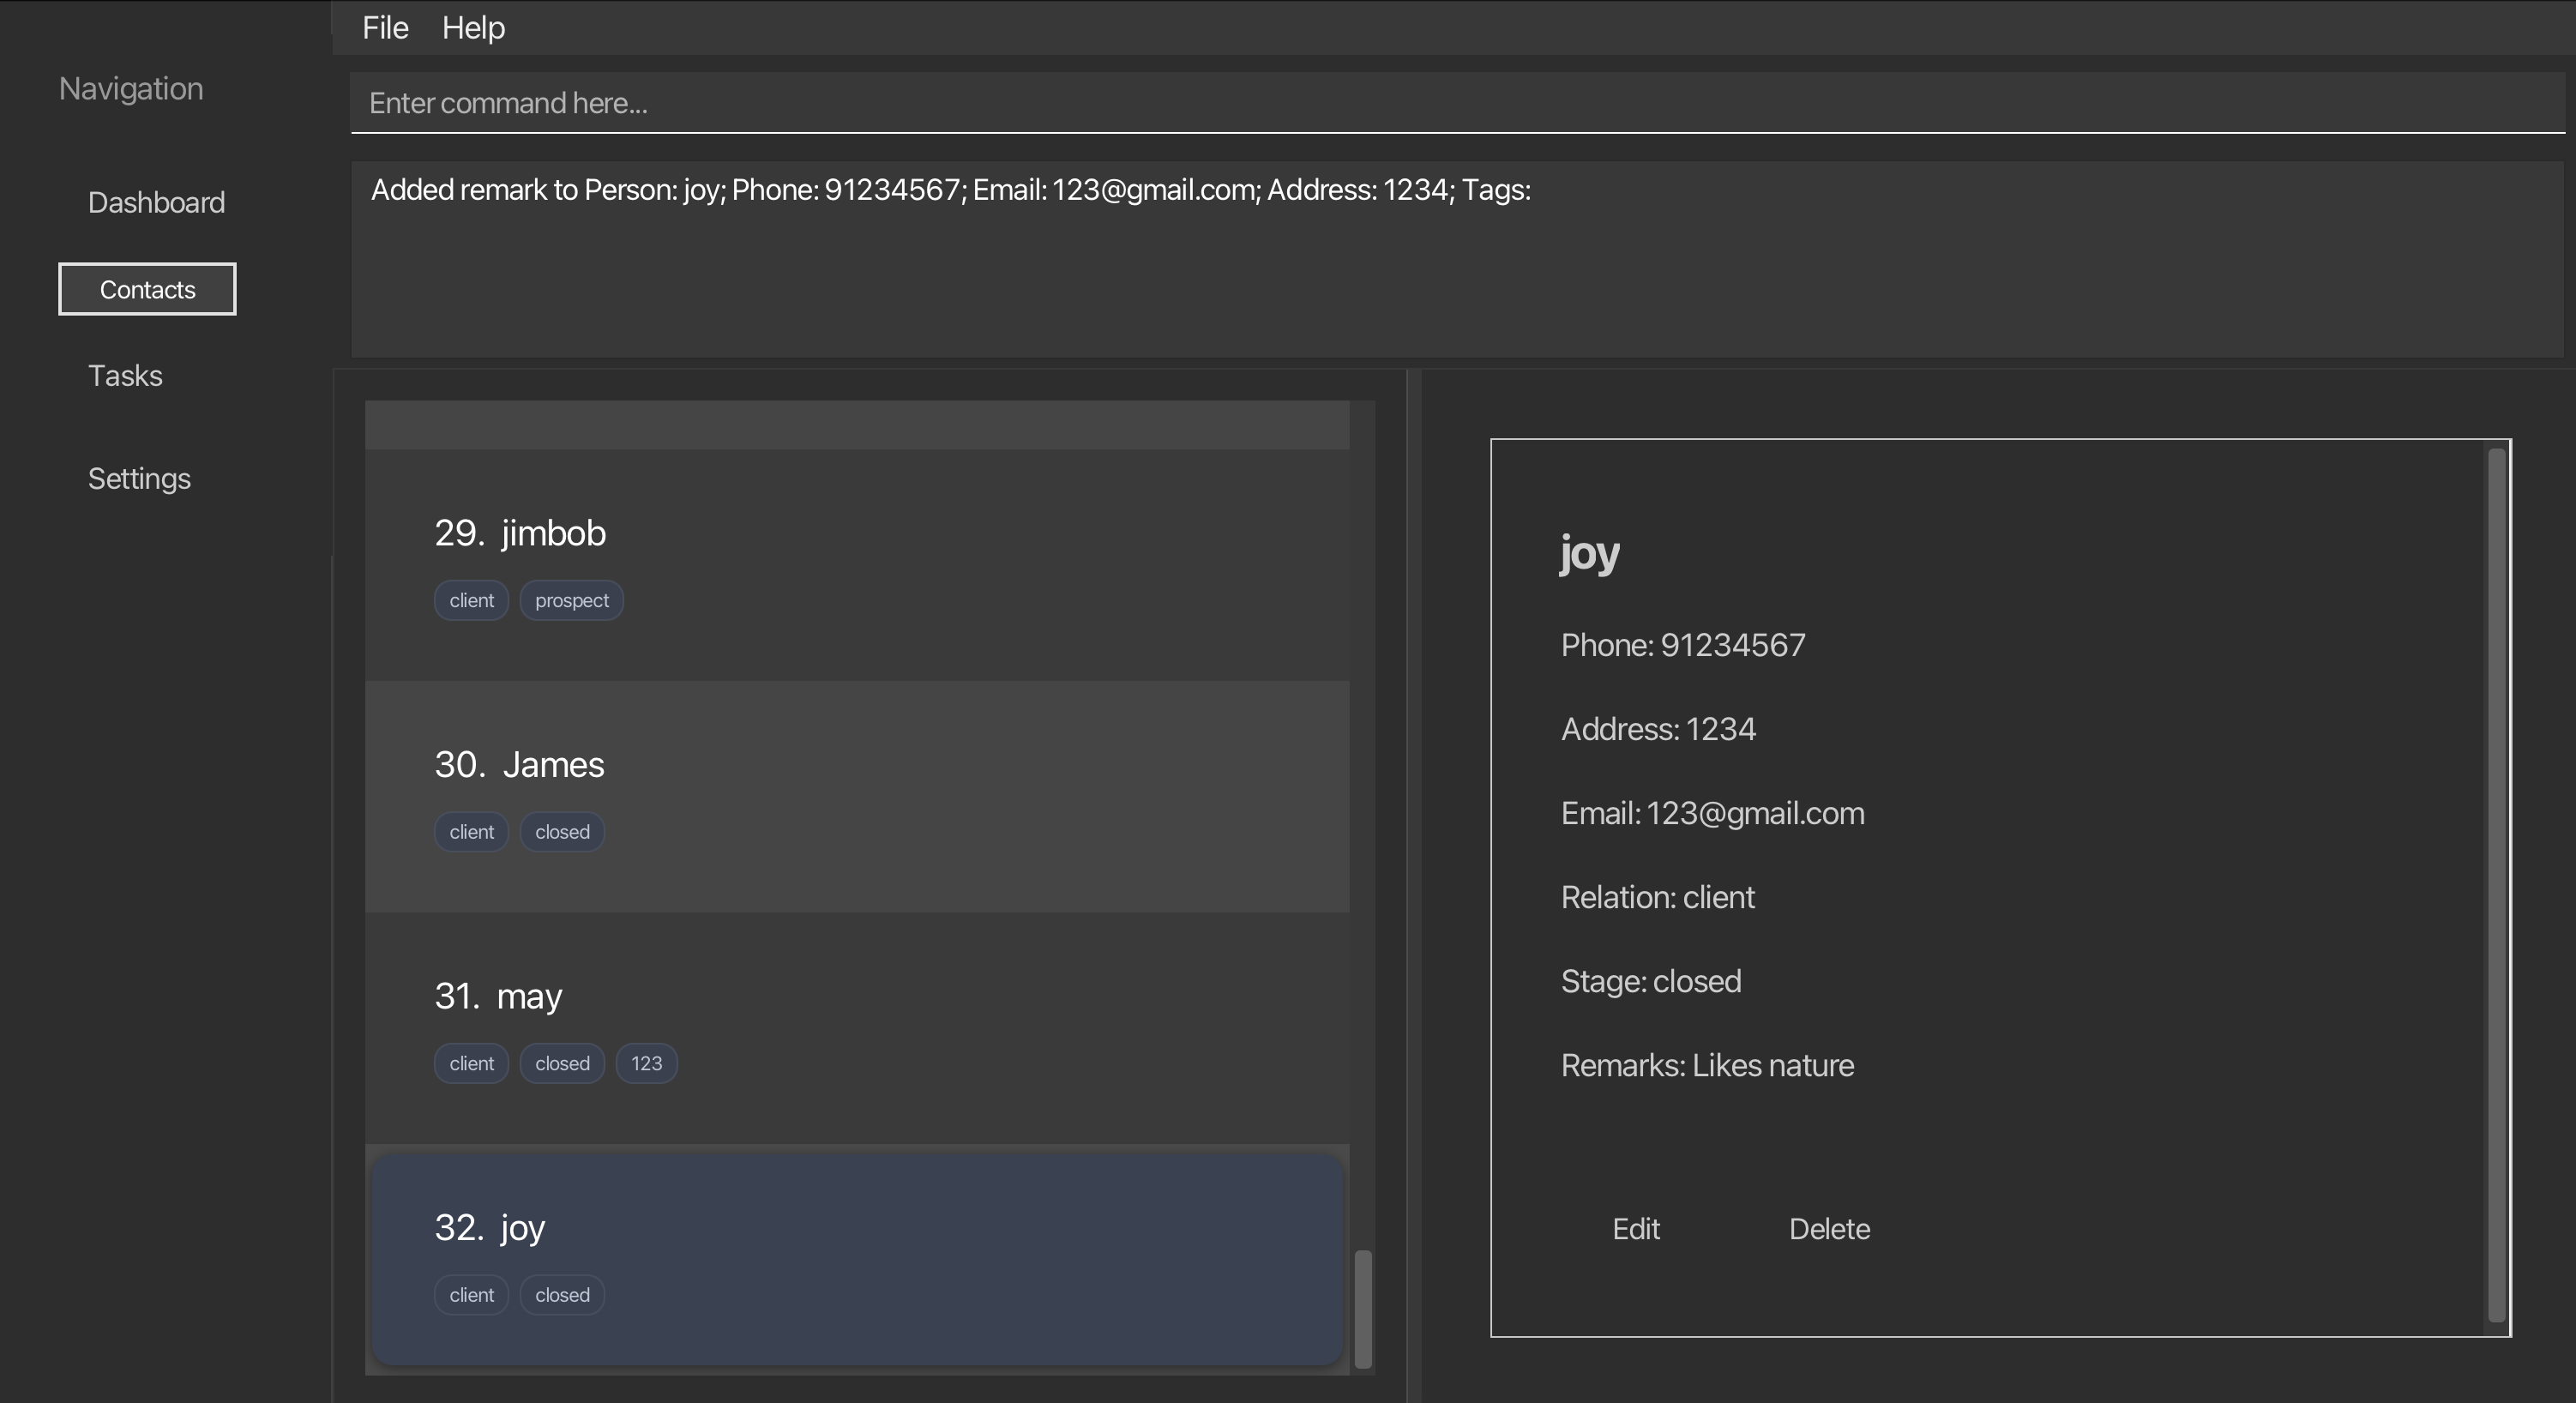 File Help
Navigation
Enter command here...
Added remark to Person: joy; Phone: 91234567; Email: 123@gmail.com; Address: 1234; Tags:
Dashboard
Contacts
Tasks
Settings
29. jimbob
client prospect
30. James
client closed
31. may
client closed 123
32. joy
client closed
joy
Phone: 91234567
Address: 1234
Email: 123@gmail.com
Relation: client
Stage: closed
Remarks: Likes nature
Edit Delete